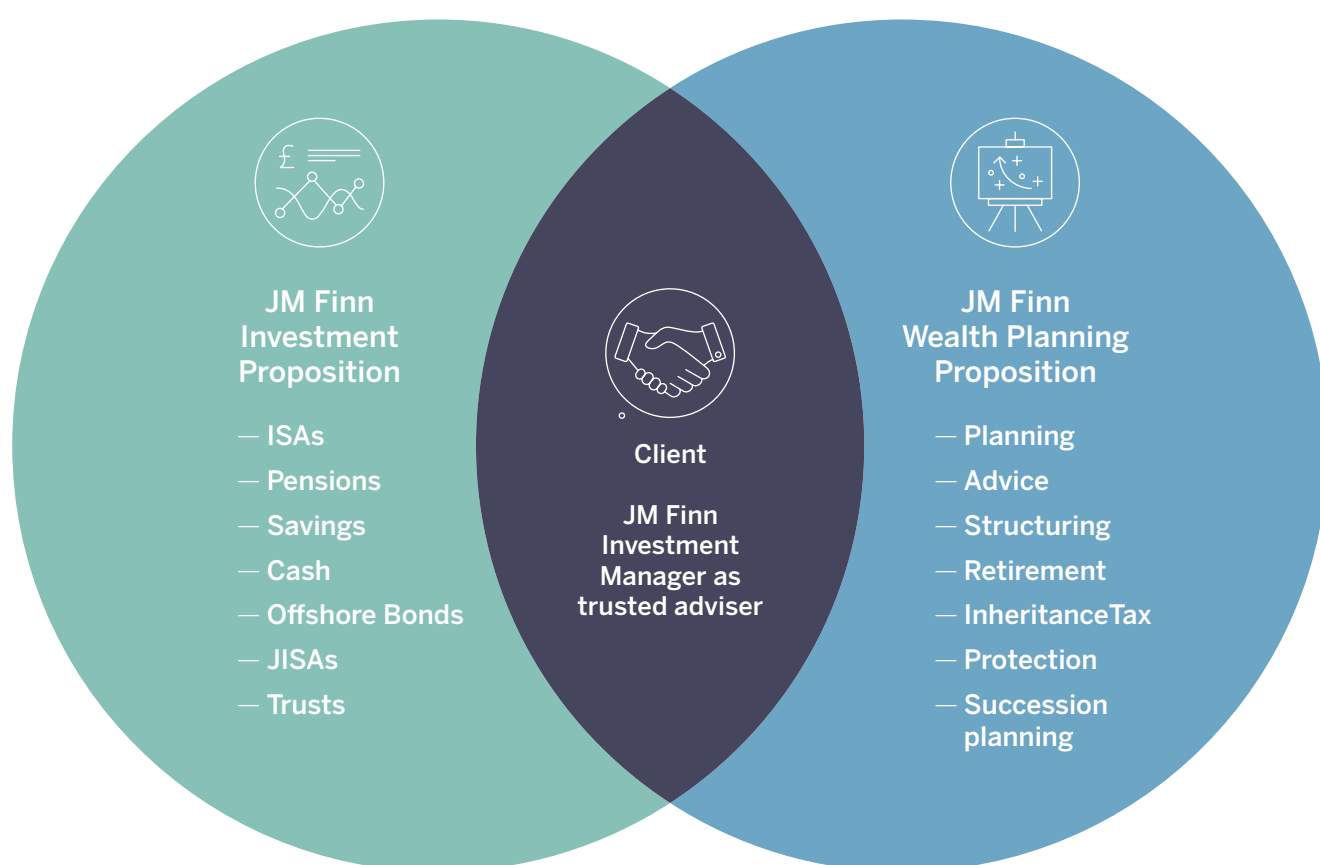 £
JM Finn
Investment
Proposition
— ISAs
— Pensions
— Savings
— Cash
— Offshore Bonds
— JISAs
— Trusts
Client
JM Finn
Investment
Manager as
trusted adviser
JM Finn
Wealth Planning
Proposition
— Planning
— Advice
— Structuring
— Retirement
— InheritanceTax
— Protection
— Succession
planning